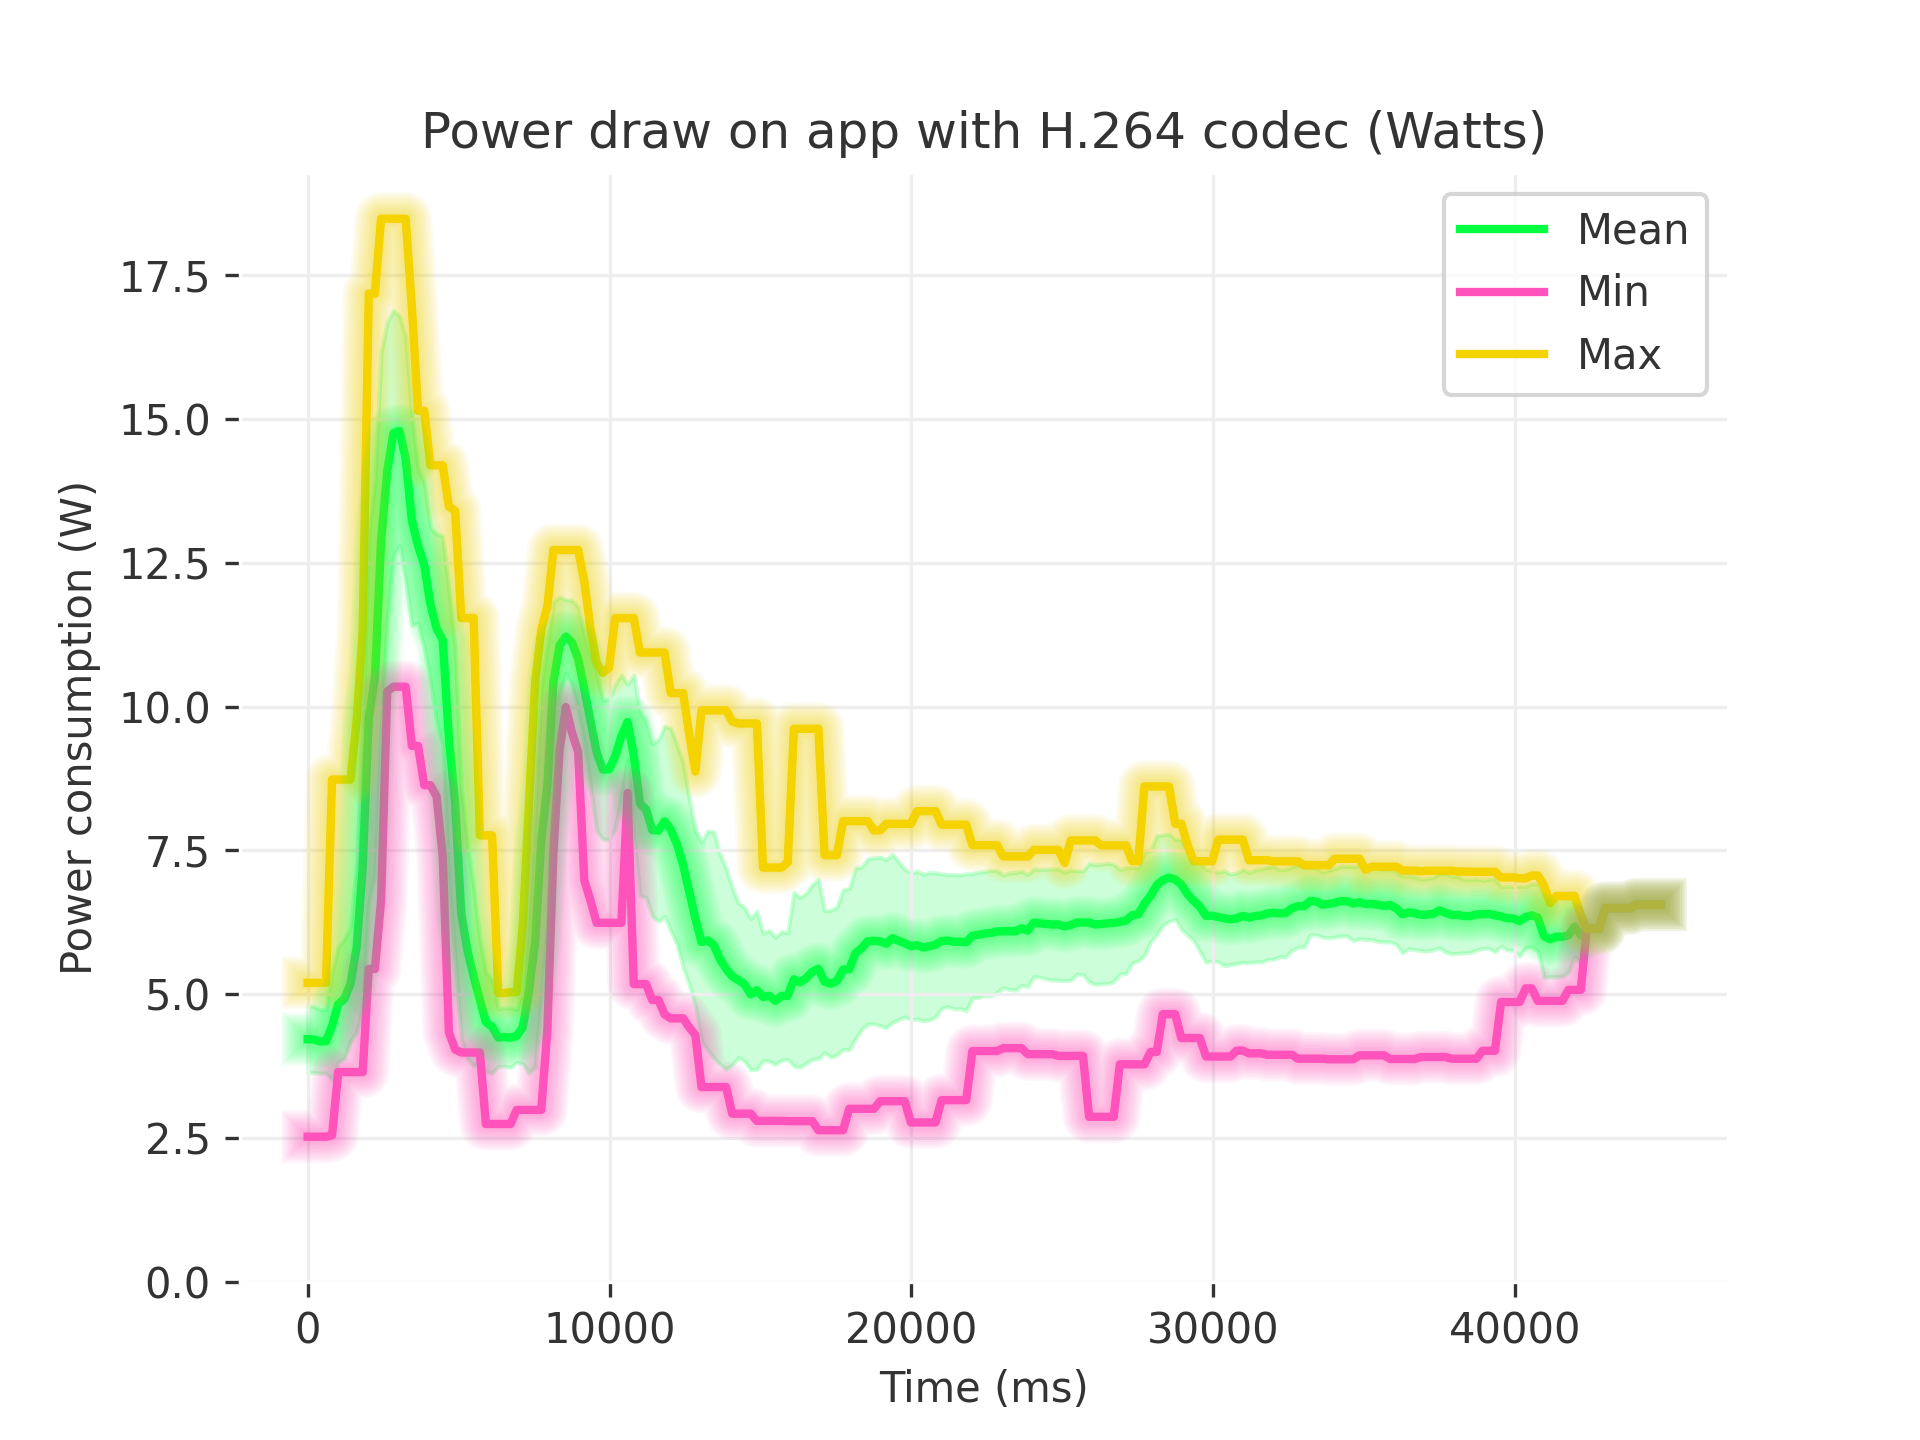 Power draw on app with H.264 codec (Watts)
Mean
Min
Max
Power consumption (W)
17.5
15.0
12.5
10.0
7.5
5.0
2.5
0.0
0 10000 20000 30000 40000
Time (ms)